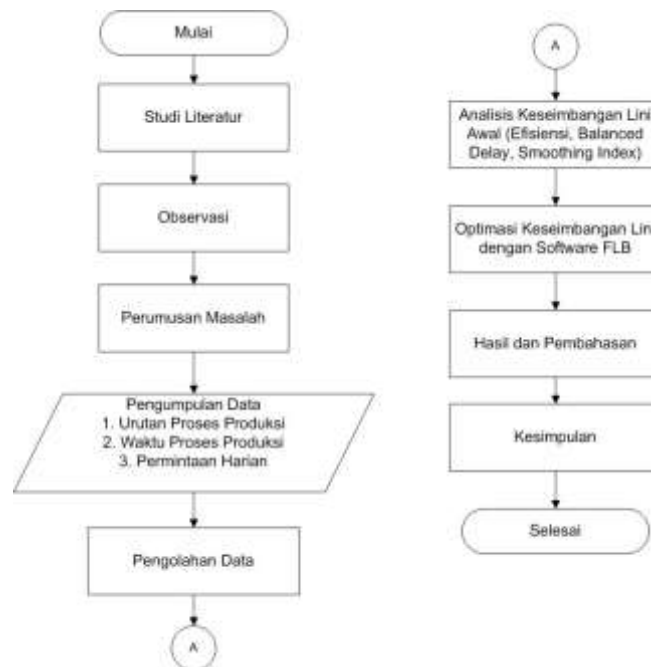 Mulai
Studi Literatur
Observasi
Perumusan Masalah
Pengumpulan Data
1. Urutan Proses Produksi
2. Waktu Proses Produksi
3. Permintaan Harian
Pengolahan Data
A
A
Analisis Keseimbangan Lini
Awal (Efisiensi, Balanced
Delay, Smoothing Index)
Optimasi Keseimbangan Lin
dengan Software FLB
Hasil dan Pembahasan
Kesimpulan
Selesai